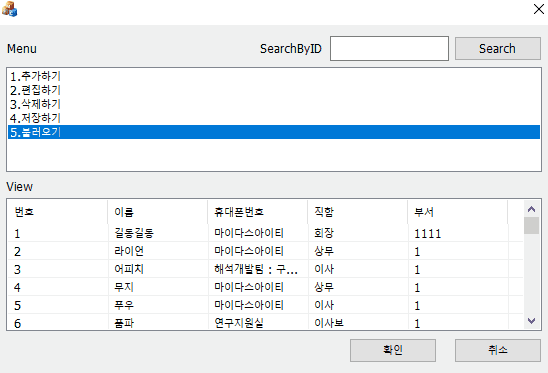 Menu SearchByID Search
1.추가하기
2.편집하기
3.삭제하기
4.저장하기
5.불러오기
View
번호 이름 휴대폰번호 직함 부서
1 길동길동 마이다스아이티 회장 1111
2 라이언 마이다스아이티 상무 1
3 어피치 해석개발팀 : 구... 이사 1
4 무지 마이다스아이티 상무 1
5 푸우 마이다스아이티 이사 1
6 품파 연구지원실 이사보 1
확인 취소